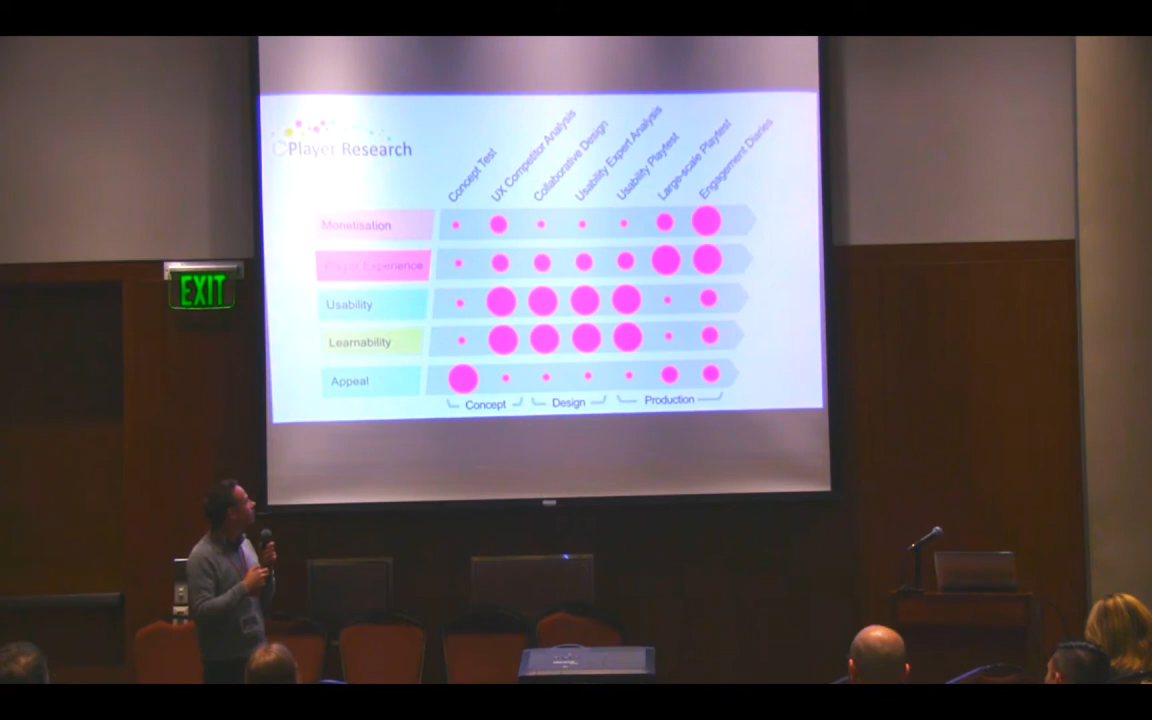 Player Research
Concept Test
UX Competitor Analysis
Collaborative Design
Usability Expert Analysis
Usability Playtest
Large-scale Playtest
Engagement Diaries
Monetisation
Player Experience
Usability
Learnability
Appeal
Concept
Design
Production
EXIT